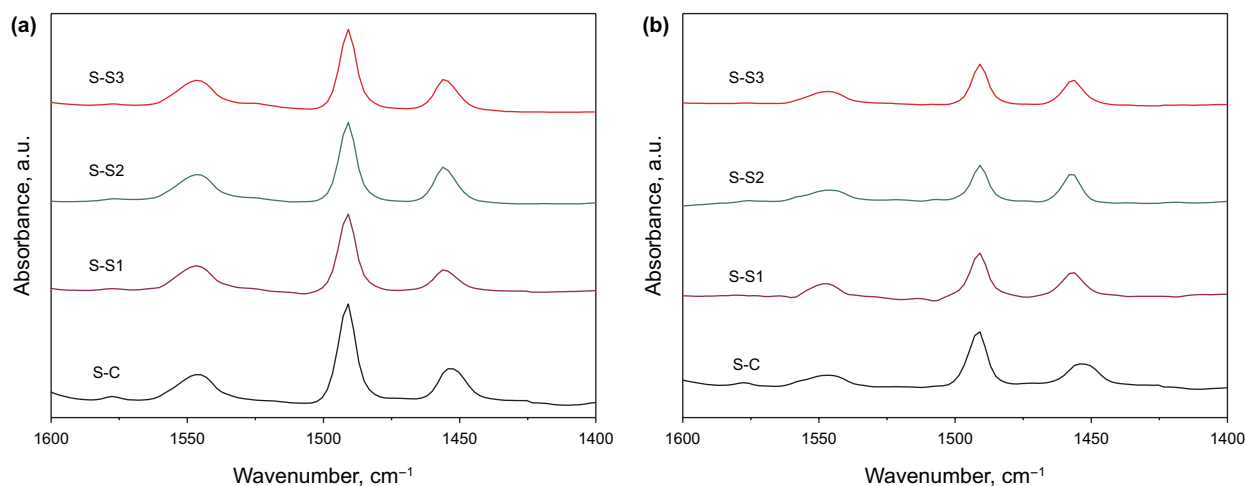 (a)
S-S3
S-S2
S-S1
S-C
Absorbance, a.u.
1600
1550
1500
1450
1400
Wavenumber, cm⁻¹
(b)
S-S3
S-S2
S-S1
S-C
Absorbance, a.u.
1600
1550
1500
1450
1400
Wavenumber, cm⁻¹